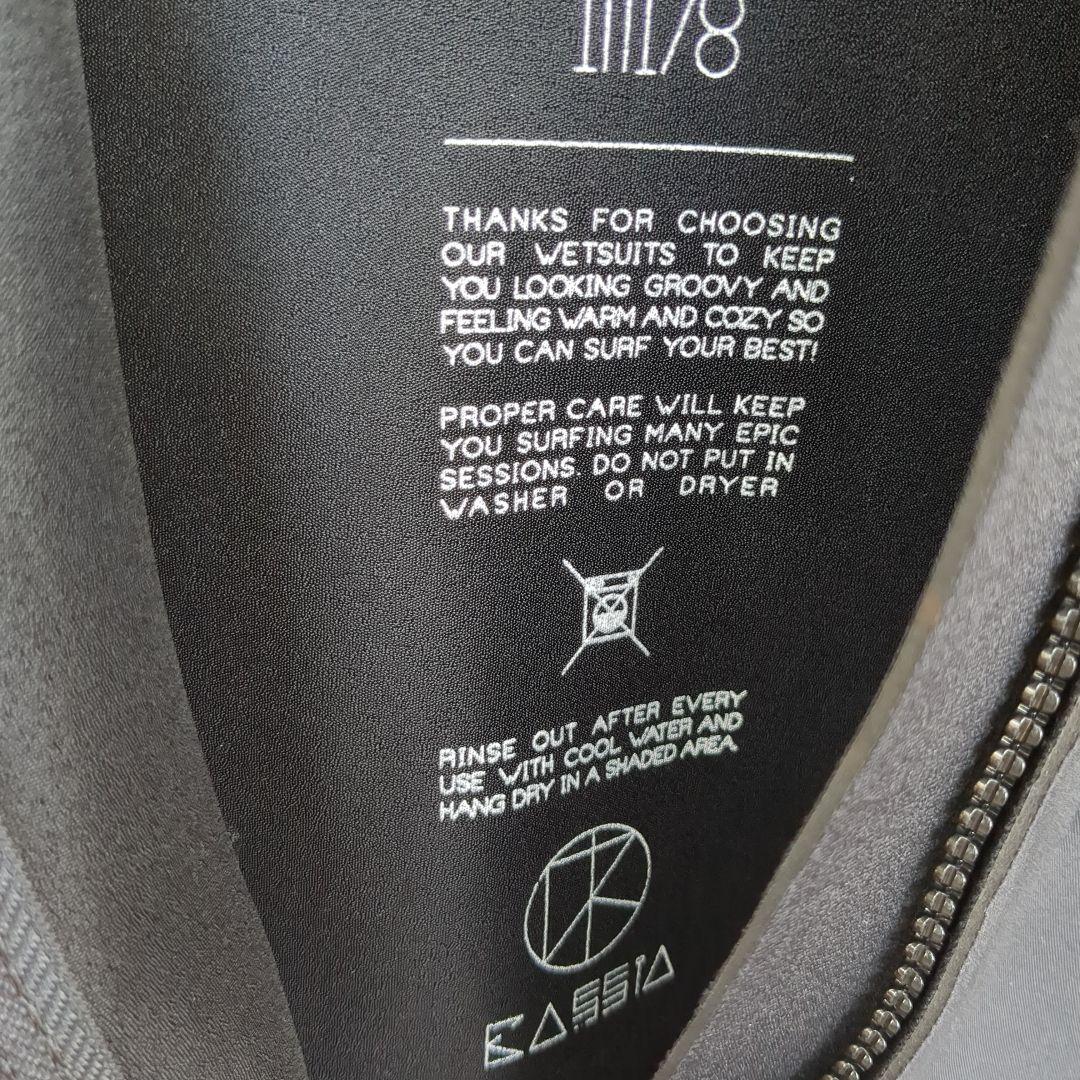 THANKS FOR CHOOSING
OUR WETSUITS TO KEEP
YOU LOOKING GROOVY AND
FEELING WARM AND COZY SO
YOU CAN SURF YOUR BEST!
PROPER CARE WILL KEEP
YOU SURFING MANY EPIC
SESSIONS. DO NOT PUT IN
WASHER OR DRYER
RINSE OUT AFTER EVERY
USE WITH COOL WATER AND
HANG DRY IN A SHADED AREA
KASSIA